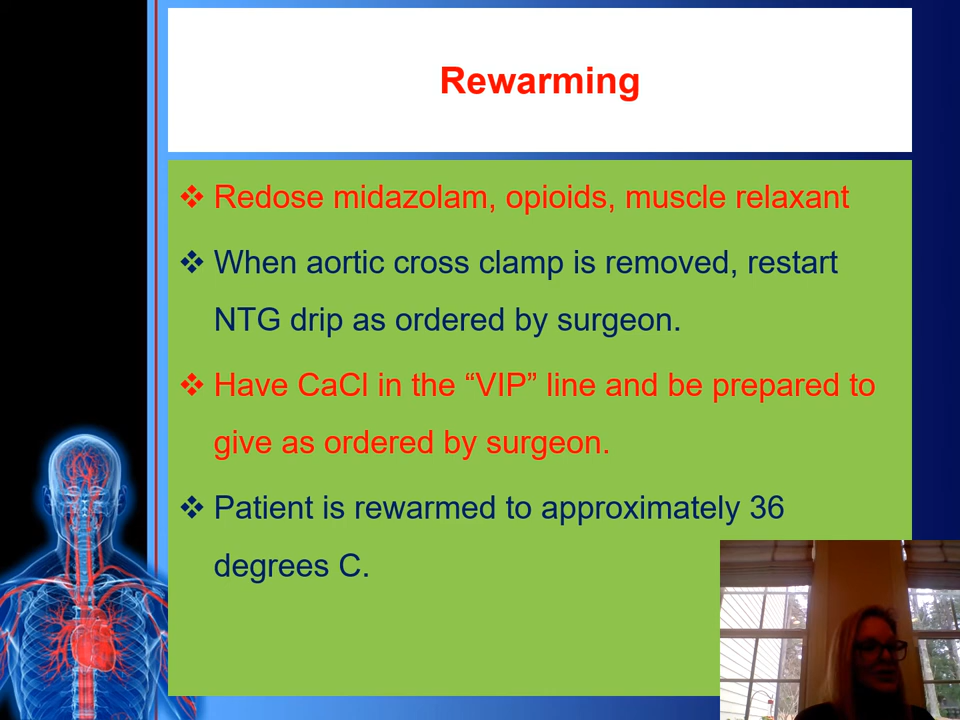 Rewarming
❖ Redose midazolam, opioids, muscle relaxant
❖ When aortic cross clamp is removed, restart
NTG drip as ordered by surgeon.
❖ Have CaCl in the “VIP” line and be prepared to
give as ordered by surgeon.
❖ Patient is rewarmed to approximately 36
degrees C.